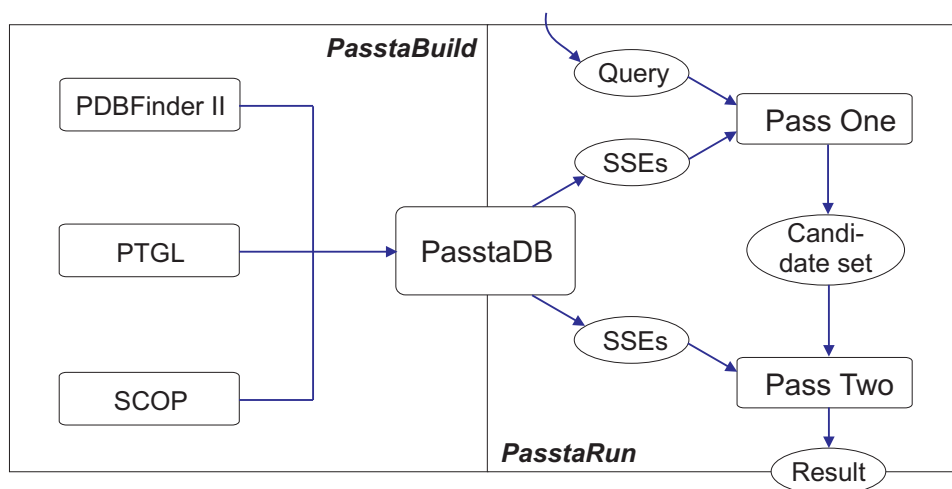 PasstaBuild
PDBFinder II
PTGL
SCOP
PasstaDB
Query
SSEs
Pass One
Candi-
date set
SSEs
Pass Two
PasstaRun
Result